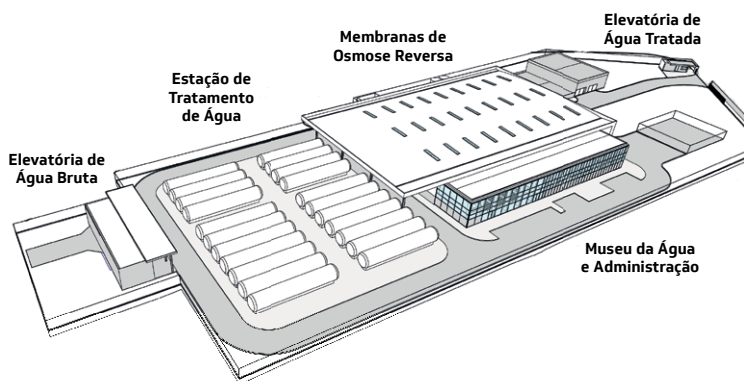 Elevatória de
Água Tratada
Membranas de
Osmose Reversa
Estação de
Tratamento
de Água
Elevatória de
Água Bruta
Museu da Água
e Administração